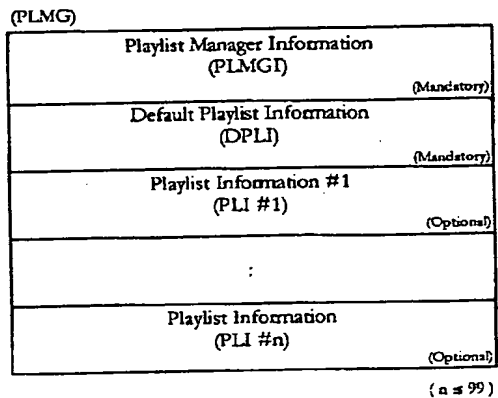 (PLMG)
Playlist Manager Information
(PLMGI)
(Mandatory)
Default Playlist Information
(DPLI)
(Mandatory)
Playlist Information #1
(PLI #1)
(Optional)
:
Playlist Information
(PLI #n)
(Optional)
( n ≤ 99 )